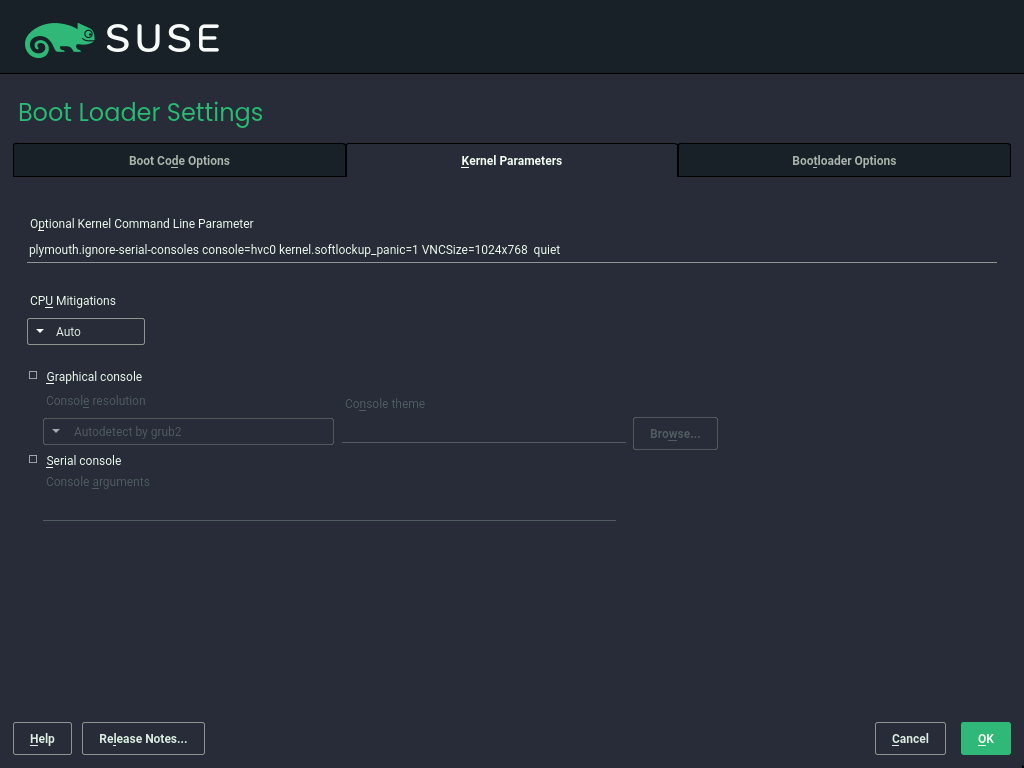 SUSE
Boot Loader Settings
Boot Code Options
Kernel Parameters
Bootloader Options
Optional Kernel Command Line Parameter
plymouth.ignore-serial-consoles console=hvc0 kernel.softlockup_panic=1 VNCSize=1024x768  quiet
CPU Mitigations
Auto
Graphical console
Console resolution
Console theme
Autodetect by grub2
Browse...
Serial console
Console arguments
Help
Release Notes...
Cancel
OK